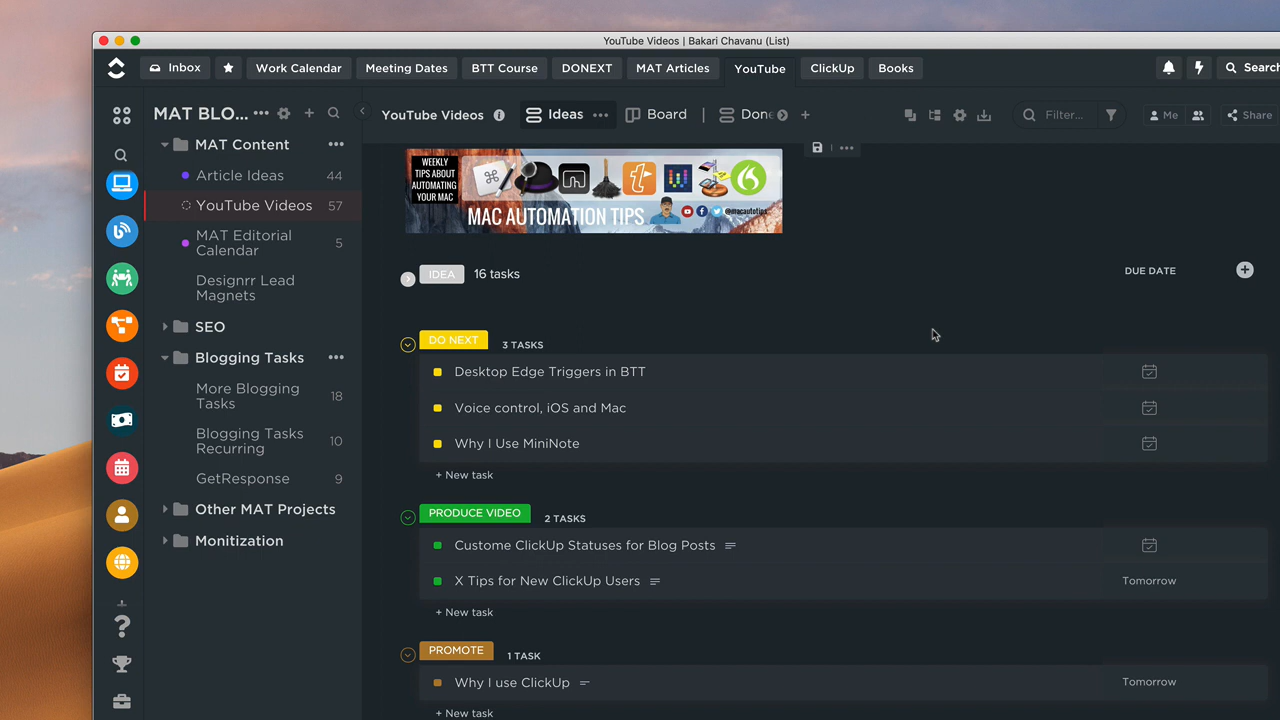 YouTube Videos | Bakari Chavanu (List)
Inbox
Work Calendar
Meeting Dates
BTT Course
DONEXT
MAT Articles
YouTube
ClickUp
Books
Search
MAT BLO...
YouTube Videos
Ideas
Board
Done
Filter...
Me
Share
MAT Content
Article Ideas 44
YouTube Videos 57
MAT Editorial
Calendar 5
Designrr Lead
Magnets
SEO
Blogging Tasks
More Blogging
Tasks 18
Blogging Tasks
Recurring 10
GetResponse 9
Other MAT Projects
Monitization
?
WEEKLY
TIPS ABOUT
AUTOMATING
YOUR MAC
MAC AUTOMATION TIPS
@macautotips
IDEA 16 tasks
DUE DATE
DO NEXT 3 TASKS
Desktop Edge Triggers in BTT
Voice control, iOS and Mac
Why I Use MiniNote
+ New task
PRODUCE VIDEO 2 TASKS
Custome ClickUp Statuses for Blog Posts
X Tips for New ClickUp Users Tomorrow
+ New task
PROMOTE 1 TASK
Why I use ClickUp Tomorrow
+ New task